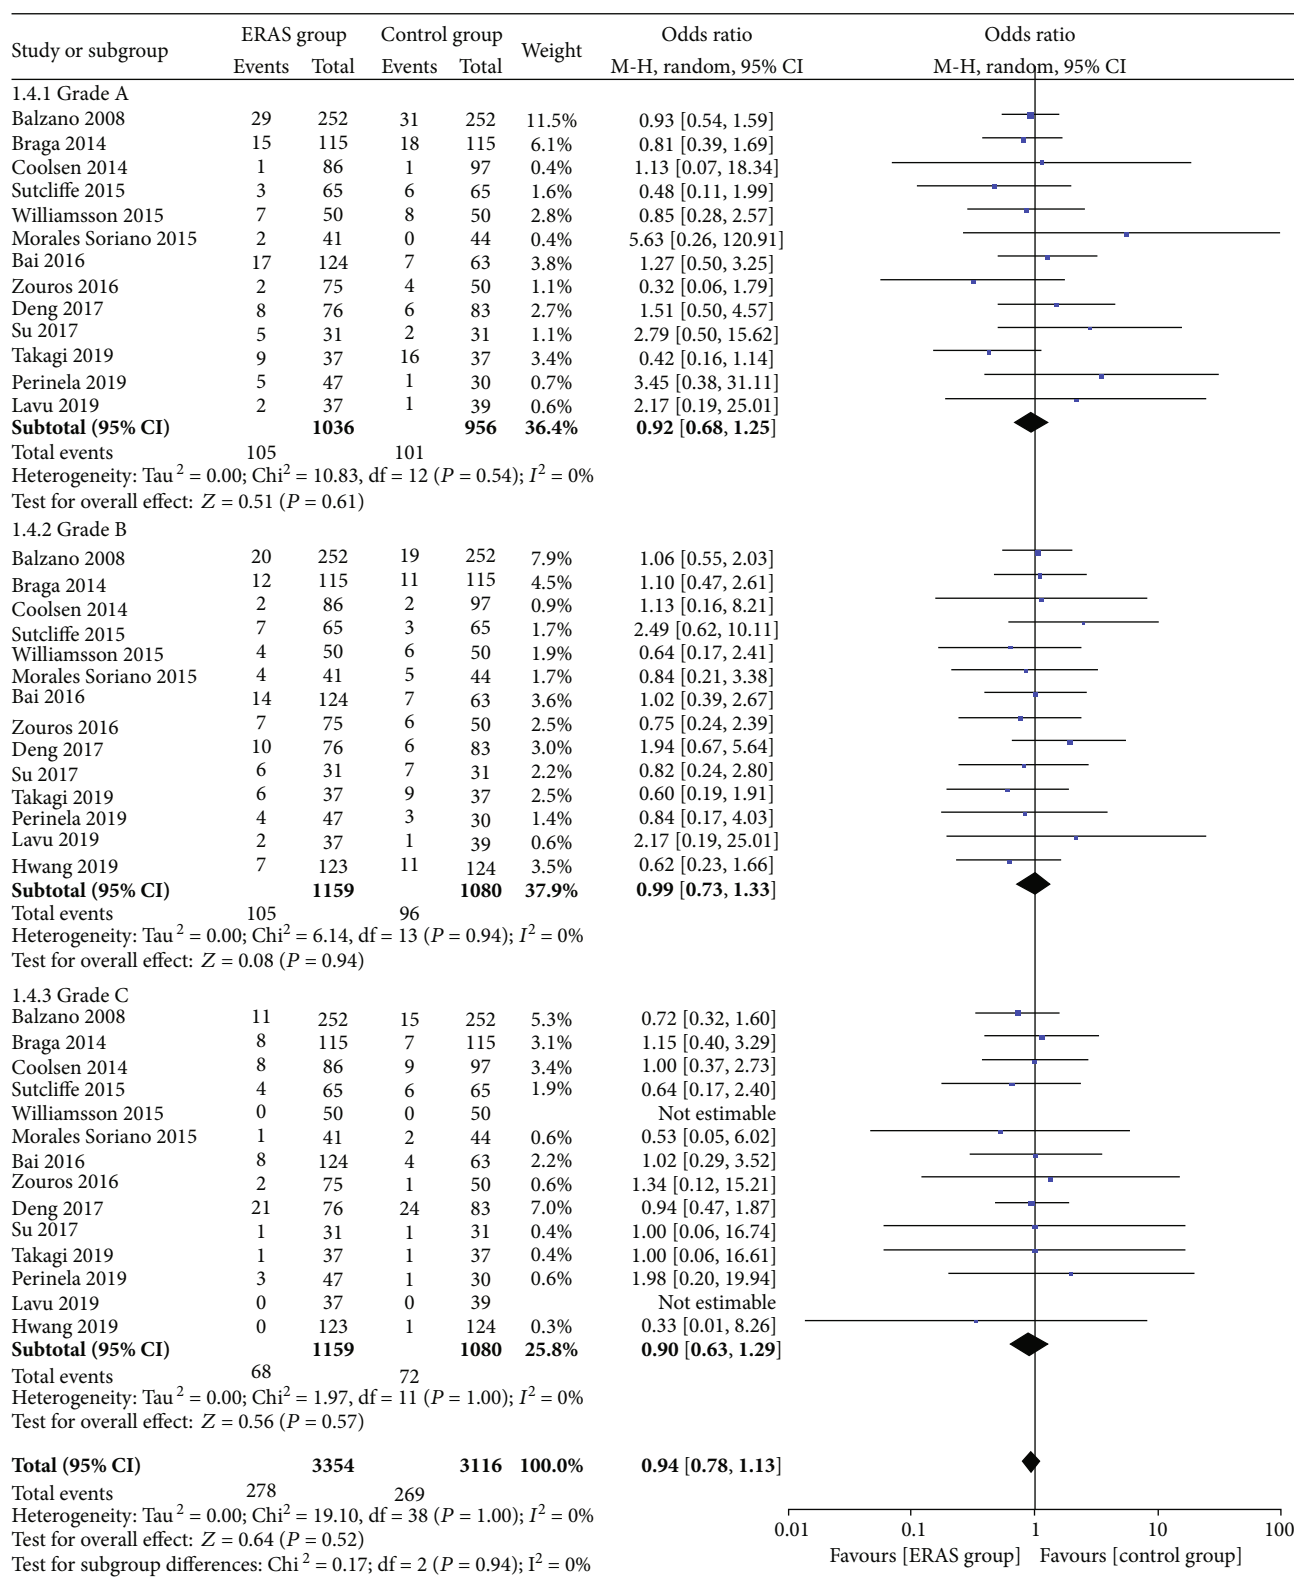 Study or subgroup ERAS group Control group Weight Odds ratio Odds ratio
Events Total Events Total M-H, random, 95% CI M-H, random, 95% CI
1.4.1 Grade A
Balzano 2008 29 252 31 252 11.5% 0.93 [0.54, 1.59]
Braga 2014 15 115 18 115 6.1% 0.81 [0.39, 1.69]
Coolsen 2014 1 86 1 97 0.4% 1.13 [0.07, 18.34]
Sutcliffe 2015 3 65 6 65 1.6% 0.48 [0.11, 1.99]
Williamsson 2015 7 50 8 50 2.8% 0.85 [0.28, 2.57]
Morales Soriano 2015 2 41 0 44 0.4% 5.63 [0.26, 120.91]
Bai 2016 17 124 7 63 3.8% 1.27 [0.50, 3.25]
Zouros 2016 2 75 4 50 1.1% 0.32 [0.06, 1.79]
Deng 2017 8 76 6 83 2.7% 1.51 [0.50, 4.57]
Su 2017 5 31 2 31 1.1% 2.79 [0.50, 15.62]
Takagi 2019 9 37 16 37 3.4% 0.42 [0.16, 1.14]
Perinela 2019 5 47 1 30 0.7% 3.45 [0.38, 31.11]
Lavu 2019 2 37 1 39 0.6% 2.17 [0.19, 25.01]
Subtotal (95% CI) 1036 956 36.4% 0.92 [0.68, 1.25]
Total events 105 101
Heterogeneity: Tau² = 0.00; Chi² = 10.83, df = 12 (P = 0.54); I² = 0%
Test for overall effect: Z = 0.51 (P = 0.61)
1.4.2 Grade B
Balzano 2008 20 252 19 252 7.9% 1.06 [0.55, 2.03]
Braga 2014 12 115 11 115 4.5% 1.10 [0.47, 2.61]
Coolsen 2014 2 86 2 97 0.9% 1.13 [0.16, 8.21]
Sutcliffe 2015 7 65 3 65 1.7% 2.49 [0.62, 10.11]
Williamsson 2015 4 50 6 50 1.9% 0.64 [0.17, 2.41]
Morales Soriano 2015 4 41 5 44 1.7% 0.84 [0.21, 3.38]
Bai 2016 14 124 7 63 3.6% 1.02 [0.39, 2.67]
Zouros 2016 7 75 6 50 2.5% 0.75 [0.24, 2.39]
Deng 2017 10 76 6 83 3.0% 1.94 [0.67, 5.64]
Su 2017 6 31 7 31 2.2% 0.82 [0.24, 2.80]
Takagi 2019 6 37 9 37 2.5% 0.60 [0.19, 1.91]
Perinela 2019 4 47 3 30 1.4% 0.84 [0.17, 4.03]
Lavu 2019 2 37 1 39 0.6% 2.17 [0.19, 25.01]
Hwang 2019 7 123 11 124 3.5% 0.62 [0.23, 1.66]
Subtotal (95% CI) 1159 1080 37.9% 0.99 [0.73, 1.33]
Total events 105 96
Heterogeneity: Tau² = 0.00; Chi² = 6.14, df = 13 (P = 0.94); I² = 0%
Test for overall effect: Z = 0.08 (P = 0.94)
1.4.3 Grade C
Balzano 2008 11 252 15 252 5.3% 0.72 [0.32, 1.60]
Braga 2014 8 115 7 115 3.1% 1.15 [0.40, 3.29]
Coolsen 2014 8 86 9 97 3.4% 1.00 [0.37, 2.73]
Sutcliffe 2015 4 65 6 65 1.9% 0.64 [0.17, 2.40]
Williamsson 2015 0 50 0 50 Not estimable
Morales Soriano 2015 1 41 2 44 0.6% 0.53 [0.05, 6.02]
Bai 2016 8 124 4 63 2.2% 1.02 [0.29, 3.52]
Zouros 2016 2 75 1 50 0.6% 1.34 [0.12, 15.21]
Deng 2017 21 76 24 83 7.0% 0.94 [0.47, 1.87]
Su 2017 1 31 1 31 0.4% 1.00 [0.06, 16.74]
Takagi 2019 1 37 1 37 0.4% 1.00 [0.06, 16.61]
Perinela 2019 3 47 1 30 0.6% 1.98 [0.20, 19.94]
Lavu 2019 0 37 0 39 Not estimable
Hwang 2019 0 123 1 124 0.3% 0.33 [0.01, 8.26]
Subtotal (95% CI) 1159 1080 25.8% 0.90 [0.63, 1.29]
Total events 68 72
Heterogeneity: Tau² = 0.00; Chi² = 1.97, df = 11 (P = 1.00); I² = 0%
Test for overall effect: Z = 0.56 (P = 0.57)
Total (95% CI) 3354 3116 100.0% 0.94 [0.78, 1.13]
Total events 278 269
Heterogeneity: Tau² = 0.00; Chi² = 19.10, df = 38 (P = 1.00); I² = 0%
Test for overall effect: Z = 0.64 (P = 0.52)
Test for subgroup differences: Chi² = 0.17; df = 2 (P = 0.94); I² = 0%
0.01 0.1 1 10 100
Favours [ERAS group] Favours [control group]